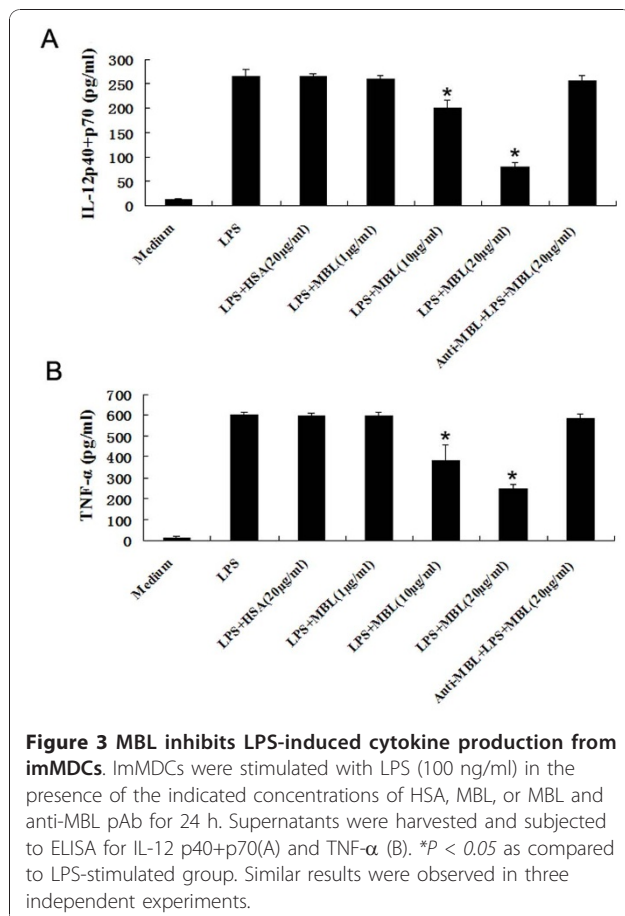 A
IL-12p40+p70 (pg/ml)
300
250
200
150
100
50
0
*
*
Medium
LPS
LPS+HSA(20μg/ml)
LPS+MBL(1μg/ml)
LPS+MBL(10μg/ml)
LPS+MBL(20μg/ml)
Anti-MBL+LPS+MBL(20μg/ml)
B
TNF-α (pg/ml)
700
600
500
400
300
200
100
0
*
*
Medium
LPS
LPS+HSA(20μg/ml)
LPS+MBL(1μg/ml)
LPS+MBL(10μg/ml)
LPS+MBL(20μg/ml)
Anti-MBL+LPS+MBL(20μg/ml)
Figure 3 MBL inhibits LPS-induced cytokine production from
imMDCs. ImMDCs were stimulated with LPS (100 ng/ml) in the
presence of the indicated concentrations of HSA, MBL, or MBL and
anti-MBL pAb for 24 h. Supernatants were harvested and subjected
to ELISA for IL-12 p40+p70(A) and TNF-α (B). *P < 0.05 as compared
to LPS-stimulated group. Similar results were observed in three
independent experiments.